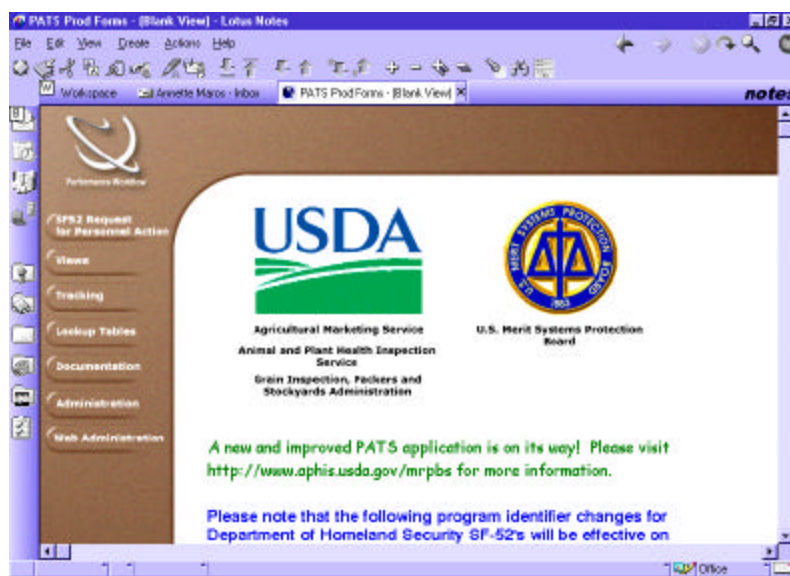 PATS Prod Forms - (Blank View) - Lotus Notes
File Edit View Create Actions Help
Workspace Annette Maros - Inbox PATS Prod Forms - (Blank View)
notes
Performance Workflow
SF52 Request
for Personnel Action
Views
Tracking
Lookup Tables
Documentation
Administration
Web Administration
USDA
Agricultural Marketing Service
Animal and Plant Health Inspection
Service
Grain Inspection, Packers and
Stockyards Administration
U.S. MERIT SYSTEMS PROTECTION BOARD
U.S. Merit Systems Protection
Board
A new and improved PATS application is on its way! Please visit
http://www.aphis.usda.gov/mrpbs for more information.
Please note that the following program identifier changes for
Department of Homeland Security SF-52's will be effective on
Office